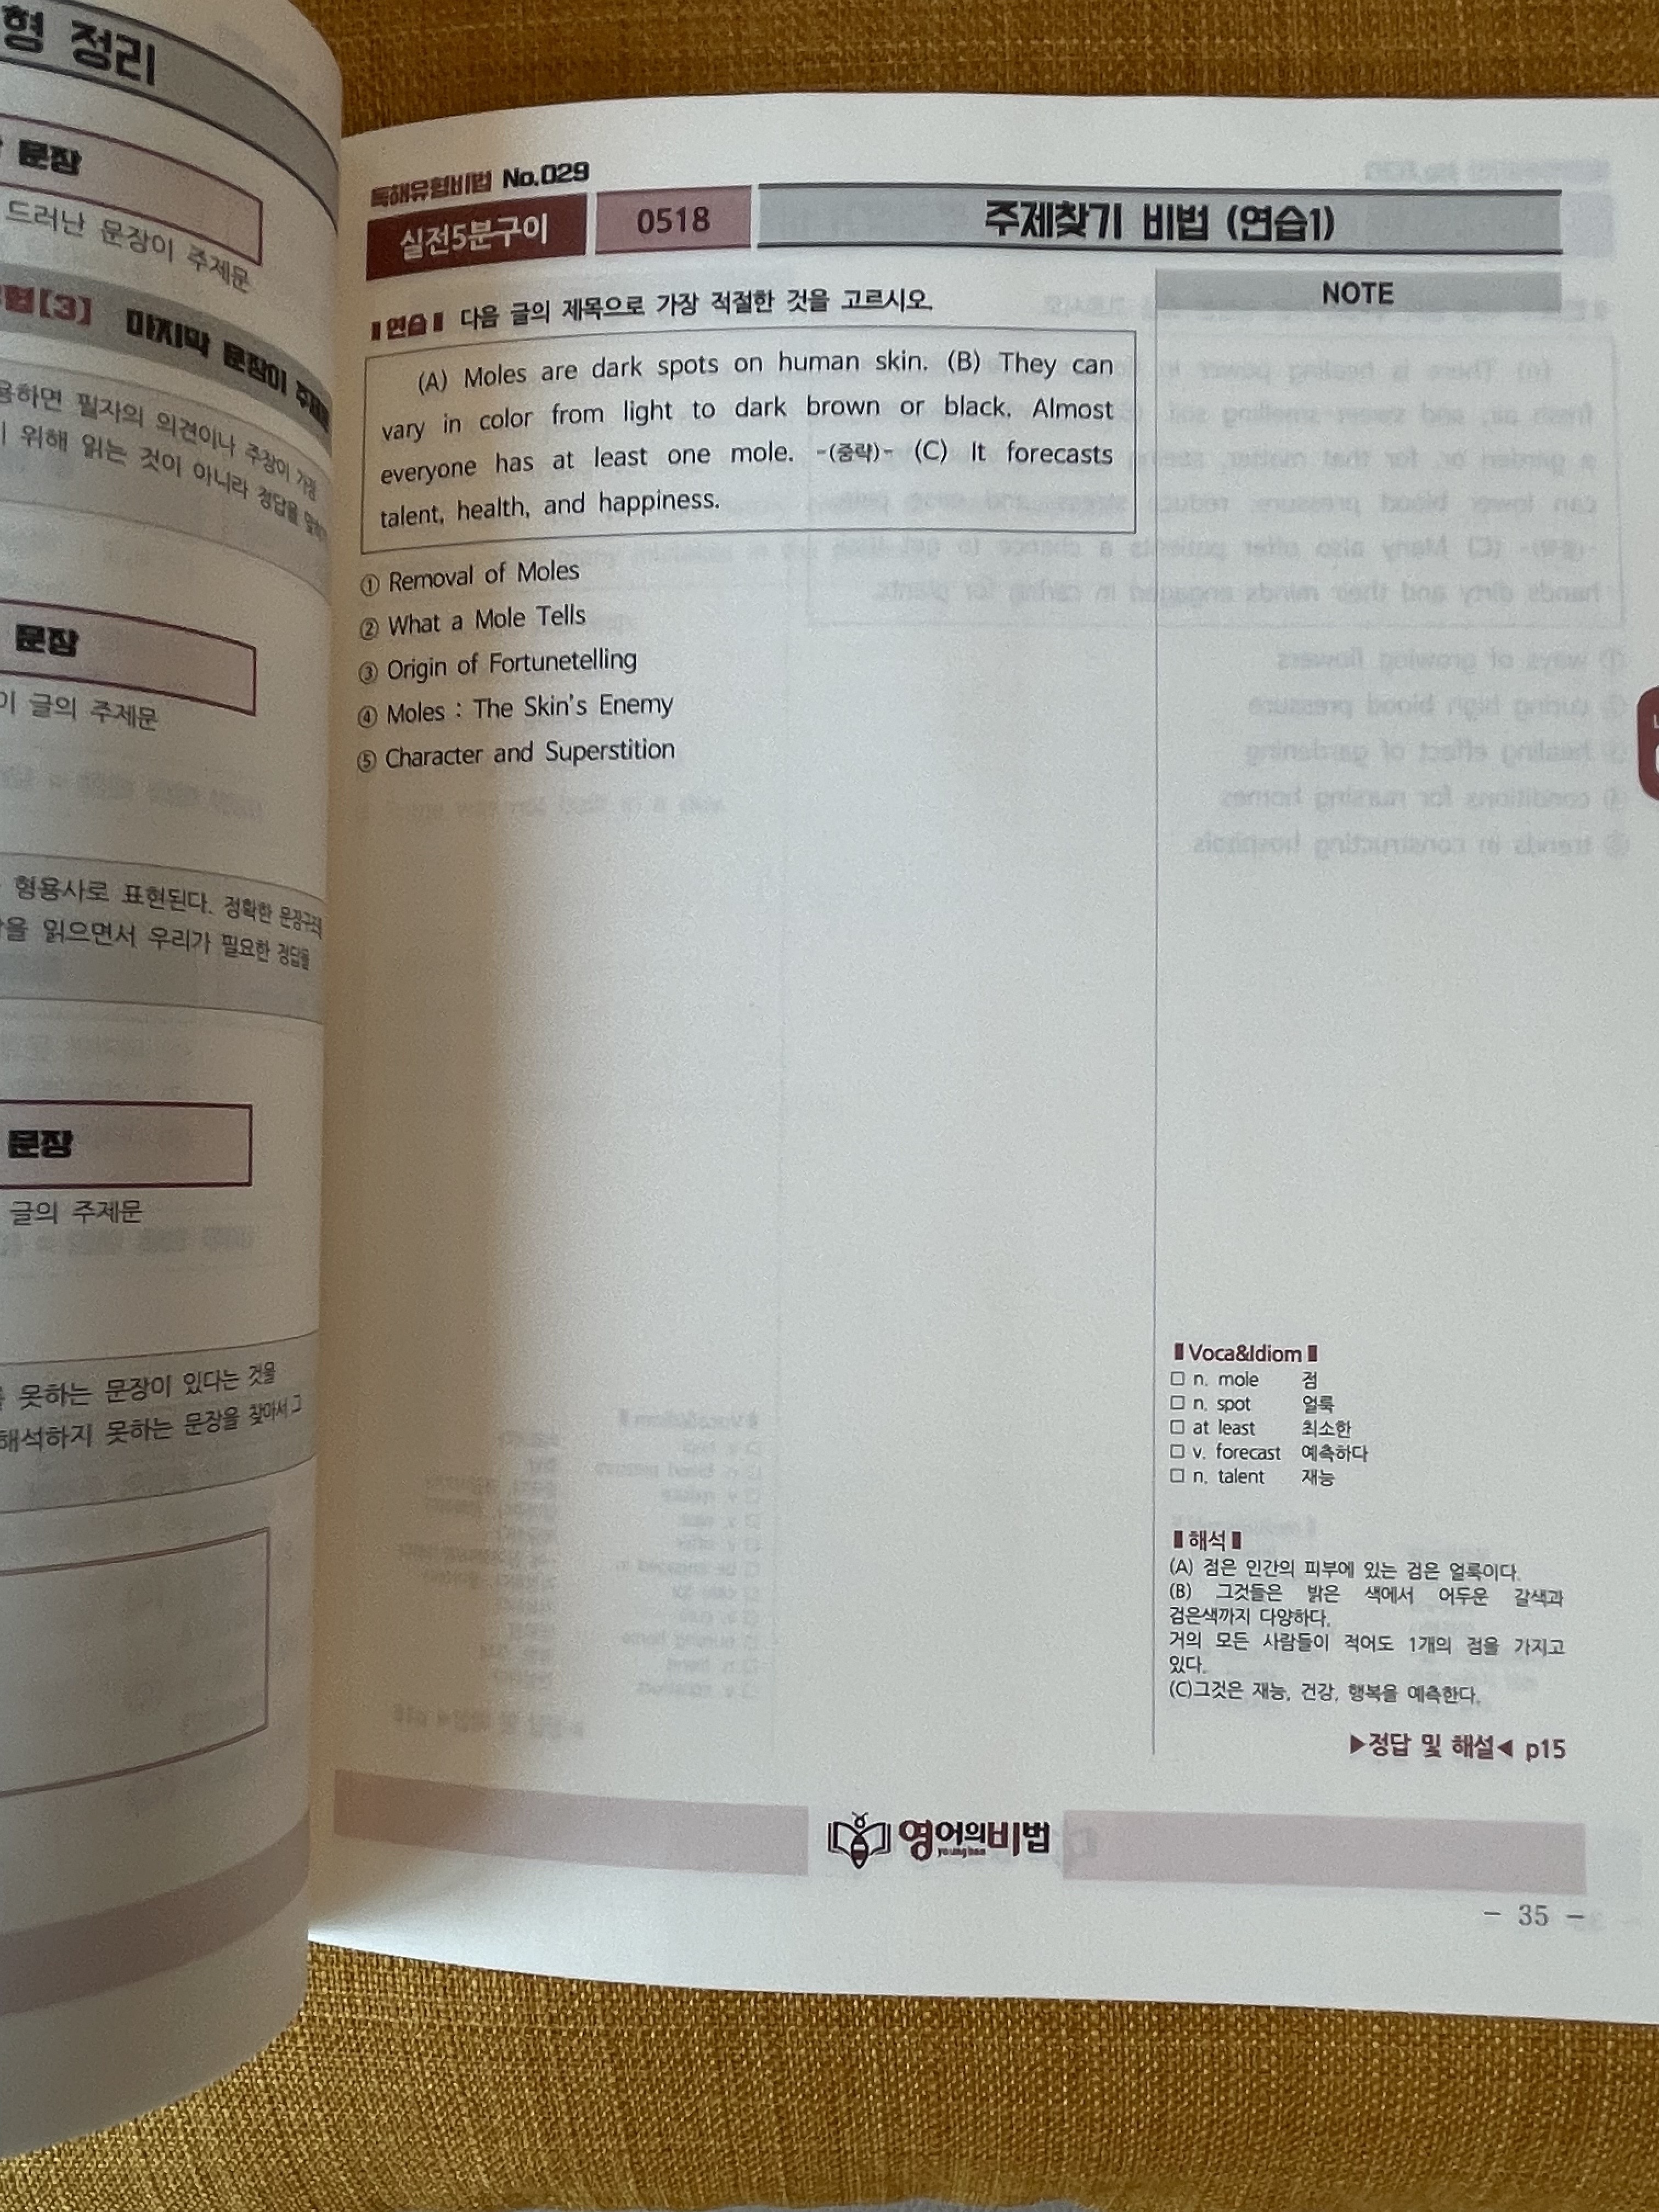 형 정리
문장
드러난 문장이 주제문
[3] 마지막 문장이 주제문
용하면 필자의 의견이나 주장이 가장
위해 읽는 것이 아니라 정답을
문장
이 글의 주제문
형용사로 표현된다. 정확한 문장구조
을 읽으면서 우리가 필요한 정답을
문장
글의 주제문
못하는 문장이 있다는 것을
해석하지 못하는 문장을 찾아서 그
독해유형비법 No.029
실전5분구이 0518 주제찾기 비법 (연습1)
NOTE
▮연습▮ 다음 글의 제목으로 가장 적절한 것을 고르시오.
(A) Moles are dark spots on human skin. (B) They can
vary in color from light to dark brown or black. Almost
everyone has at least one mole. -(중략)- (C) It forecasts
talent, health, and happiness.
① Removal of Moles
② What a Mole Tells
③ Origin of Fortunetelling
④ Moles : The Skin's Enemy
⑤ Character and Superstition
▮Voca&Idiom▮
□ n. mole 점
□ n. spot 얼룩
□ at least 최소한
□ v. forecast 예측하다
□ n. talent 재능
▮해석▮
(A) 점은 인간의 피부에 있는 검은 얼룩이다.
(B) 그것들은 밝은 색에서 어두운 갈색과
검은색까지 다양하다.
거의 모든 사람들이 적어도 1개의 점을 가지고
있다.
(C)그것은 재능, 건강, 행복을 예측한다.
▶정답 및 해설◀ p15
영어의비법
young bee
- 35 -